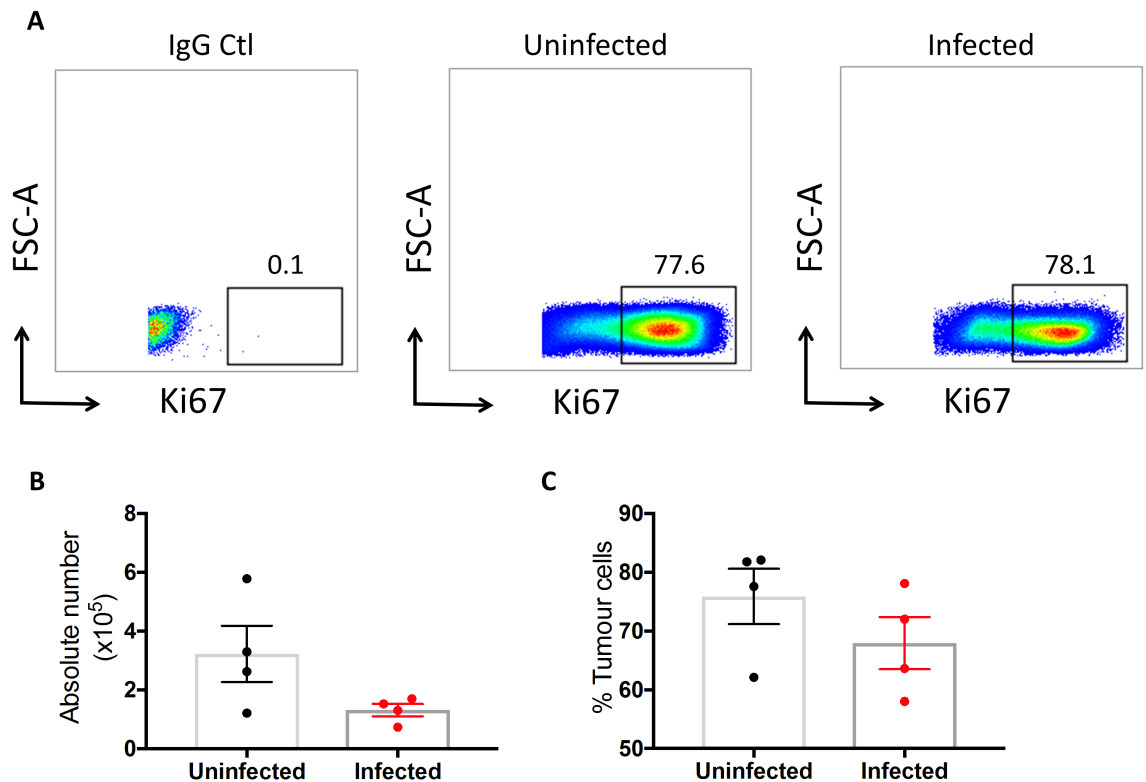 A
IgG Ctl
Uninfected
Infected
FSC-A
0.1
Ki67
FSC-A
77.6
Ki67
FSC-A
78.1
Ki67
B
Absolute number
(x10⁵)
8
6
4
2
0
Uninfected
Infected
C
% Tumour cells
90
80
70
60
50
Uninfected
Infected